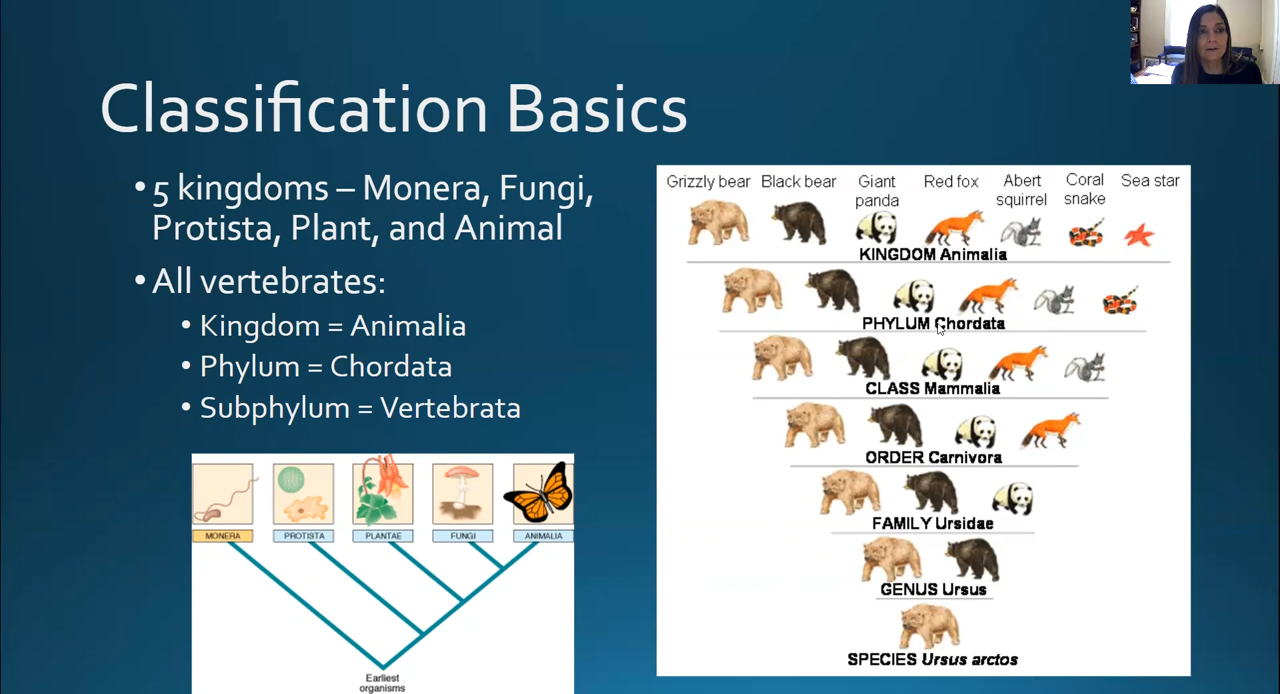 Classification Basics
• 5 kingdoms – Monera, Fungi,
Protista, Plant, and Animal
• All vertebrates:
• Kingdom = Animalia
• Phylum = Chordata
• Subphylum = Vertebrata
MONERA PROTISTA PLANTAE FUNGI ANIMALIA
Earliest
organisms
Grizzly bear Black bear Giant panda Red fox Abert squirrel Coral snake Sea star
KINGDOM Animalia
PHYLUM Chordata
CLASS Mammalia
ORDER Carnivora
FAMILY Ursidae
GENUS Ursus
SPECIES Ursus arctos